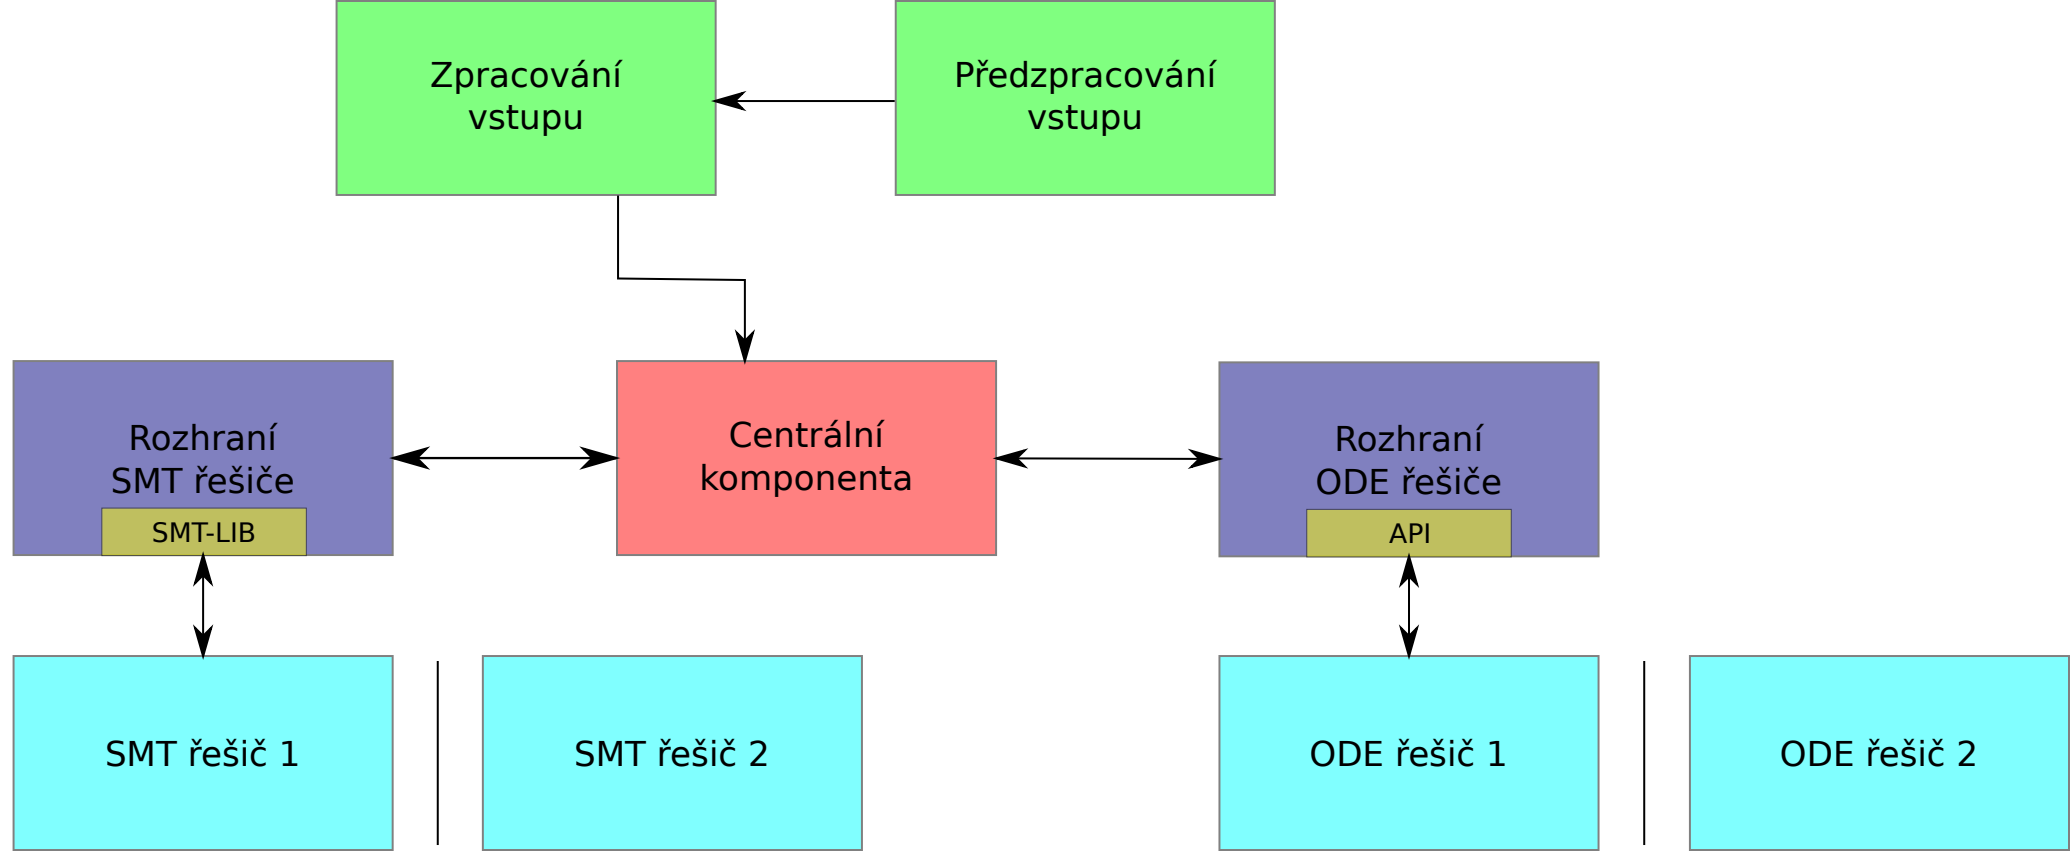 Zpracování
vstupu
Předzpracování
vstupu
Rozhraní
SMT řešiče
SMT-LIB
Centrální
komponenta
Rozhraní
ODE řešiče
API
SMT řešič 1
SMT řešič 2
ODE řešič 1
ODE řešič 2